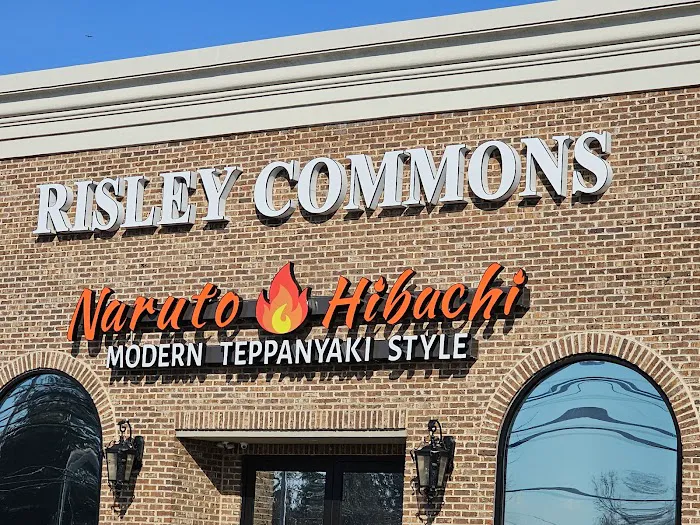 RISLEY COMMONS
Naruto Hibachi
MODERN TEPPANYAKI STYLE